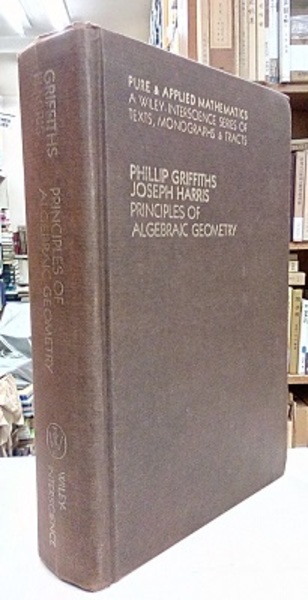 PURE & APPLIED MATHEMATICS
A WILEY-INTERSCIENCE SERIES OF
TEXTS, MONOGRAPHS & TRACTS
PHILLIP GRIFFITHS
JOSEPH HARRIS
PRINCIPLES OF
ALGEBRAIC GEOMETRY
GRIFFITHS
HARRIS
PRINCIPLES OF
ALGEBRAIC GEOMETRY
WILEY
INTERSCIENCE